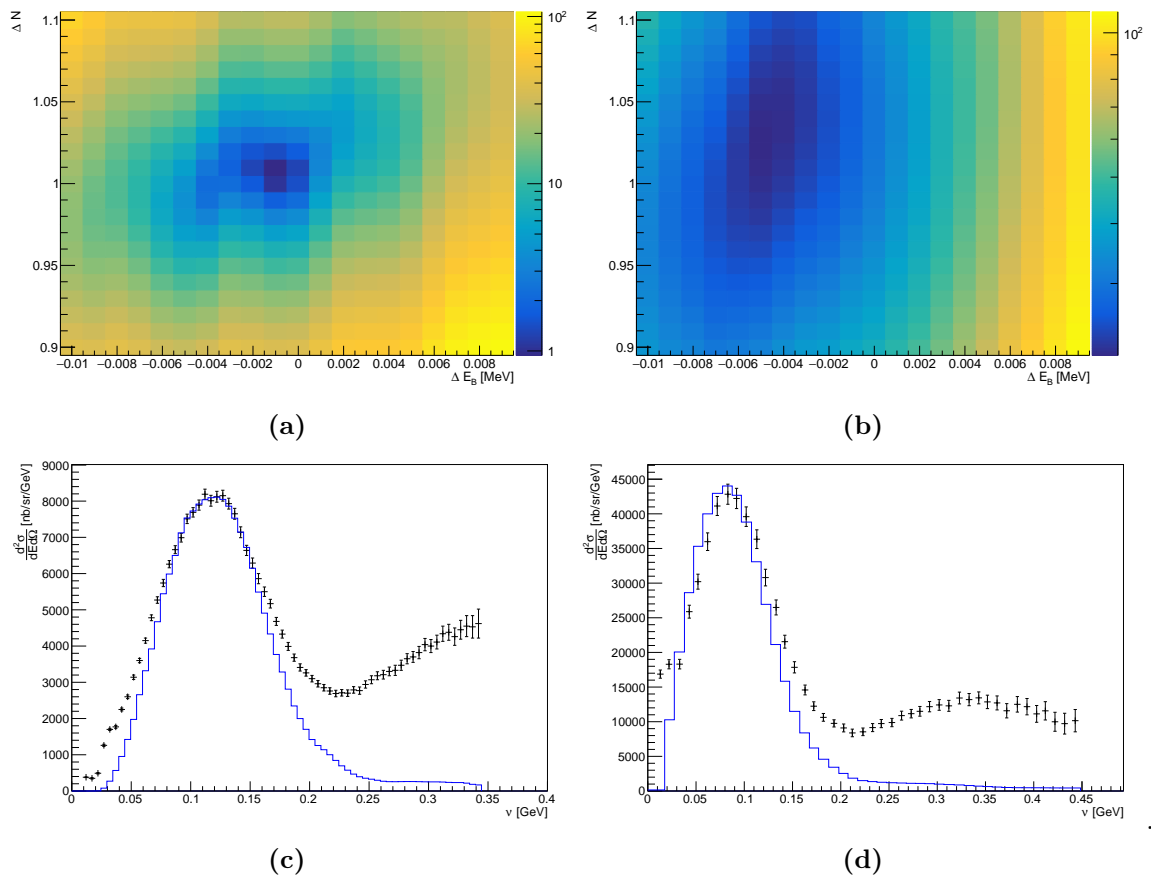 Δ N
1.1
1.05
1
0.95
0.9
−0.01 −0.008 −0.006 −0.004 −0.002 0 0.002 0.004 0.006 0.008
Δ E_B [MeV]
10^2
10
1
(a)
Δ N
1.1
1.05
1
0.95
0.9
−0.01 −0.008 −0.006 −0.004 −0.002 0 0.002 0.004 0.006 0.008
Δ E_B [MeV]
10^2
(b)
d²σ/dEdΩ [nb/sr/GeV]
9000
8000
7000
6000
5000
4000
3000
2000
1000
0
0 0.05 0.1 0.15 0.2 0.25 0.3 0.35 0.4
ν [GeV]
(c)
d²σ/dEdΩ [nb/sr/GeV]
45000
40000
35000
30000
25000
20000
15000
10000
5000
0
0 0.05 0.1 0.15 0.2 0.25 0.3 0.35 0.4 0.45
ν [GeV]
(d)
.